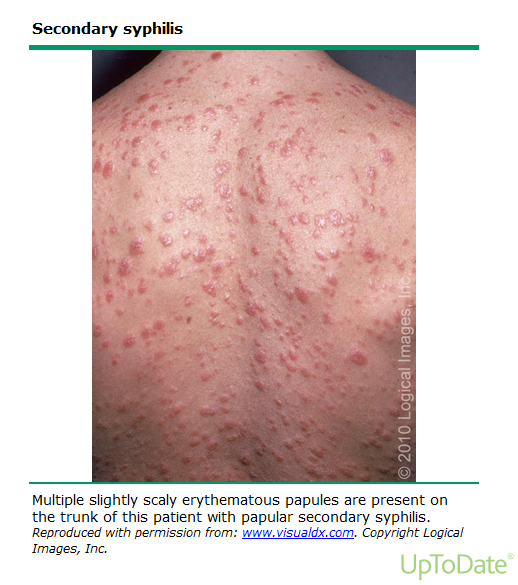 Secondary syphilis
© 2010 Logical Images, Inc.
Multiple slightly scaly erythematous papules are present on
the trunk of this patient with papular secondary syphilis.
Reproduced with permission from: www.visualdx.com. Copyright Logical
Images, Inc.
UpToDate®